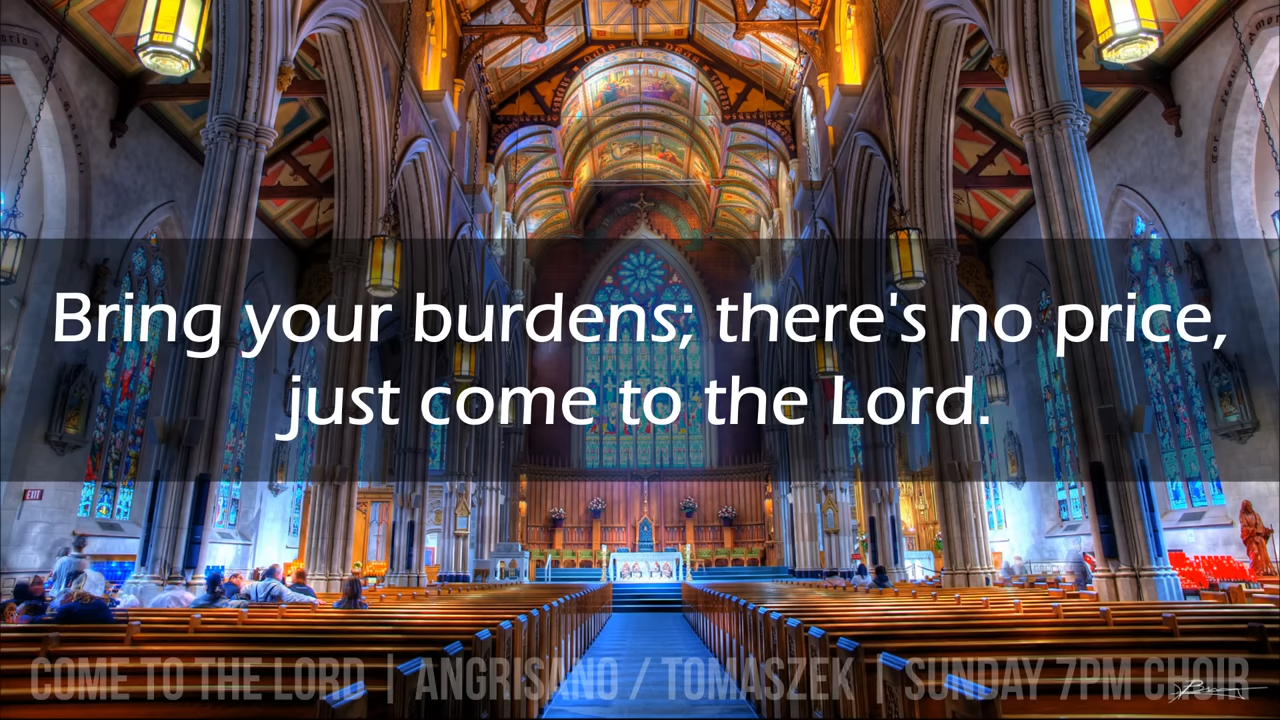 Bring your burdens; there's no price,
just come to the Lord.
EXIT
COME TO THE LORD | ANGRISANO / TOMASZEK | SUNDAY 7PM CHOIR